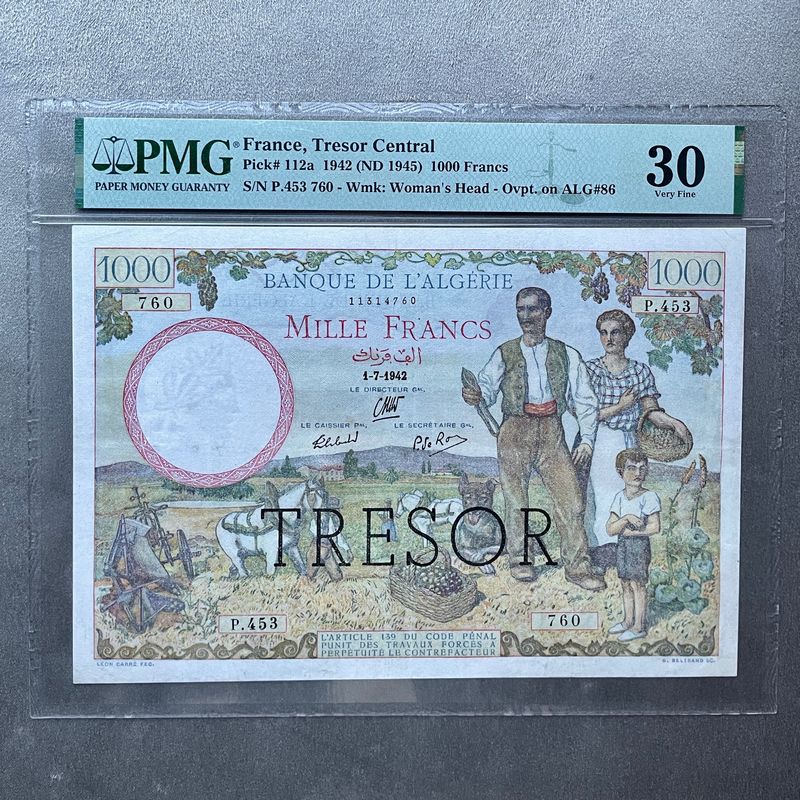 PMG®
PAPER MONEY GUARANTY
France, Tresor Central
Pick# 112a 1942 (ND 1945) 1000 Francs
S/N P.453 760 - Wmk: Woman's Head - Ovpt. on ALG#86
30
Very Fine
1000
1000
BANQUE DE L'ALGÉRIE
760
11314760
P.453
MILLE FRANCS
الف فرنك
1-7-1942
LE DIRECTEUR Gal.
LE CAISSIER Pal.
LE SECRÉTAIRE Gal.
TRESOR
P.453
760
L'ARTICLE 139 DU CODE PÉNAL
PUNIT DES TRAVAUX FORCÉS À
PERPÉTUITÉ LE CONTREFACTEUR
LÉON CARRÉ FEC.
G. BELTRAND SC.